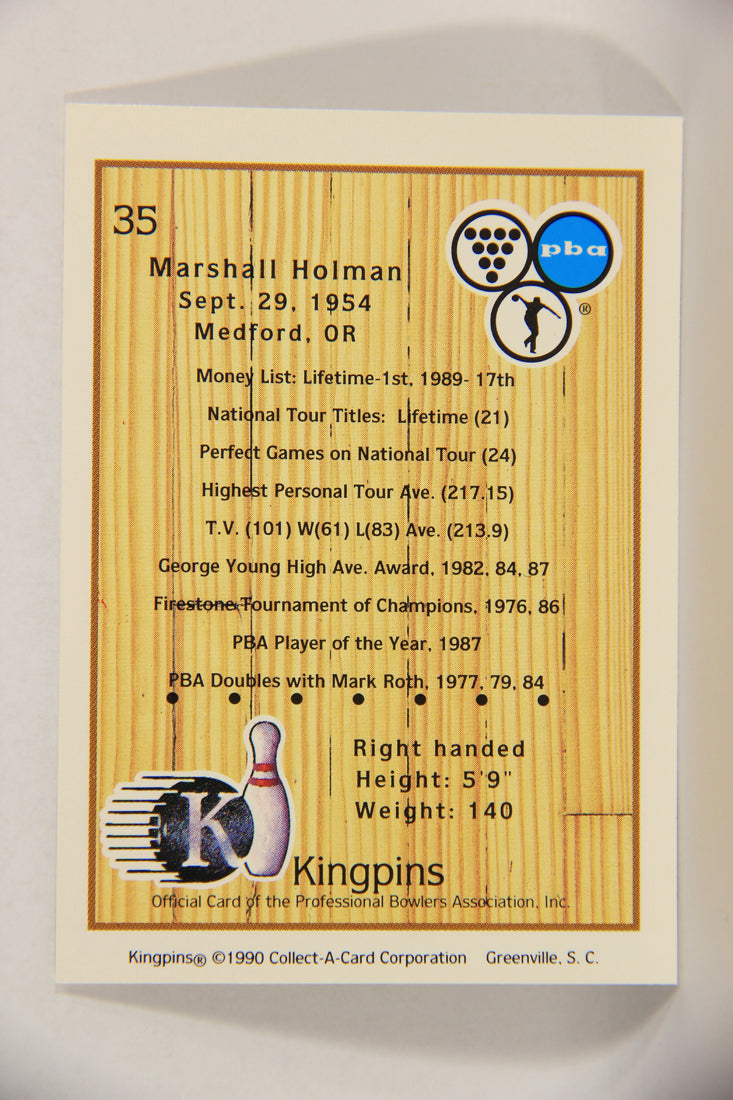 35
pba
Marshall Holman
Sept. 29, 1954
Medford, OR
®
Money List: Lifetime-1st, 1989- 17th
National Tour Titles: Lifetime (21)
Perfect Games on National Tour (24)
Highest Personal Tour Ave. (217.15)
T.V. (101) W(61) L(83) Ave. (213.9)
George Young High Ave. Award, 1982, 84, 87
Firestone Tournament of Champions, 1976, 86
PBA Player of the Year, 1987
PBA Doubles with Mark Roth, 1977, 79, 84
Right handed
Height: 5'9"
Weight: 140
K
Kingpins
Official Card of the Professional Bowlers Association, Inc.
Kingpins® ©1990 Collect-A-Card Corporation Greenville, S. C.